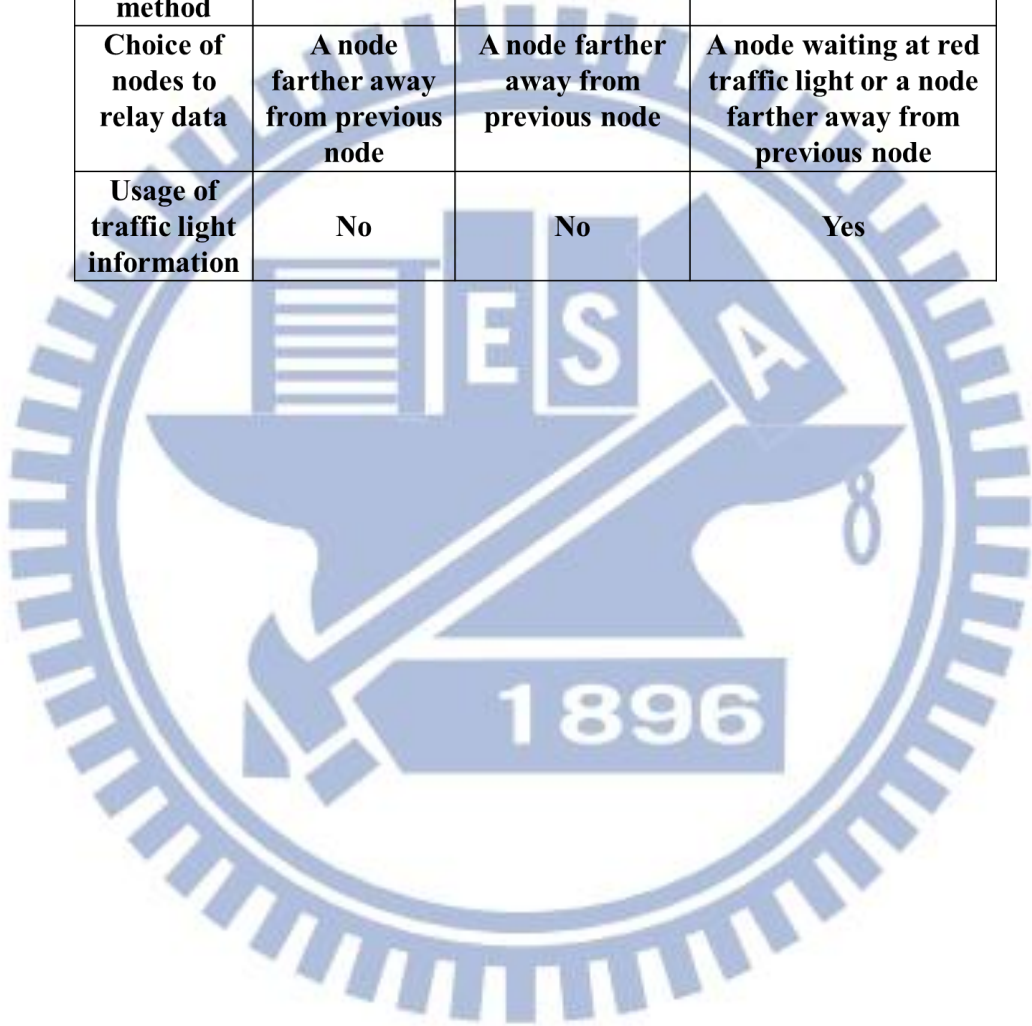 method
Choice of
nodes to
relay data
A node
farther away
from previous
node
A node farther
away from
previous node
A node waiting at red
traffic light or a node
farther away from
previous node
Usage of
traffic light
information
No
No
Yes
E S A
1896